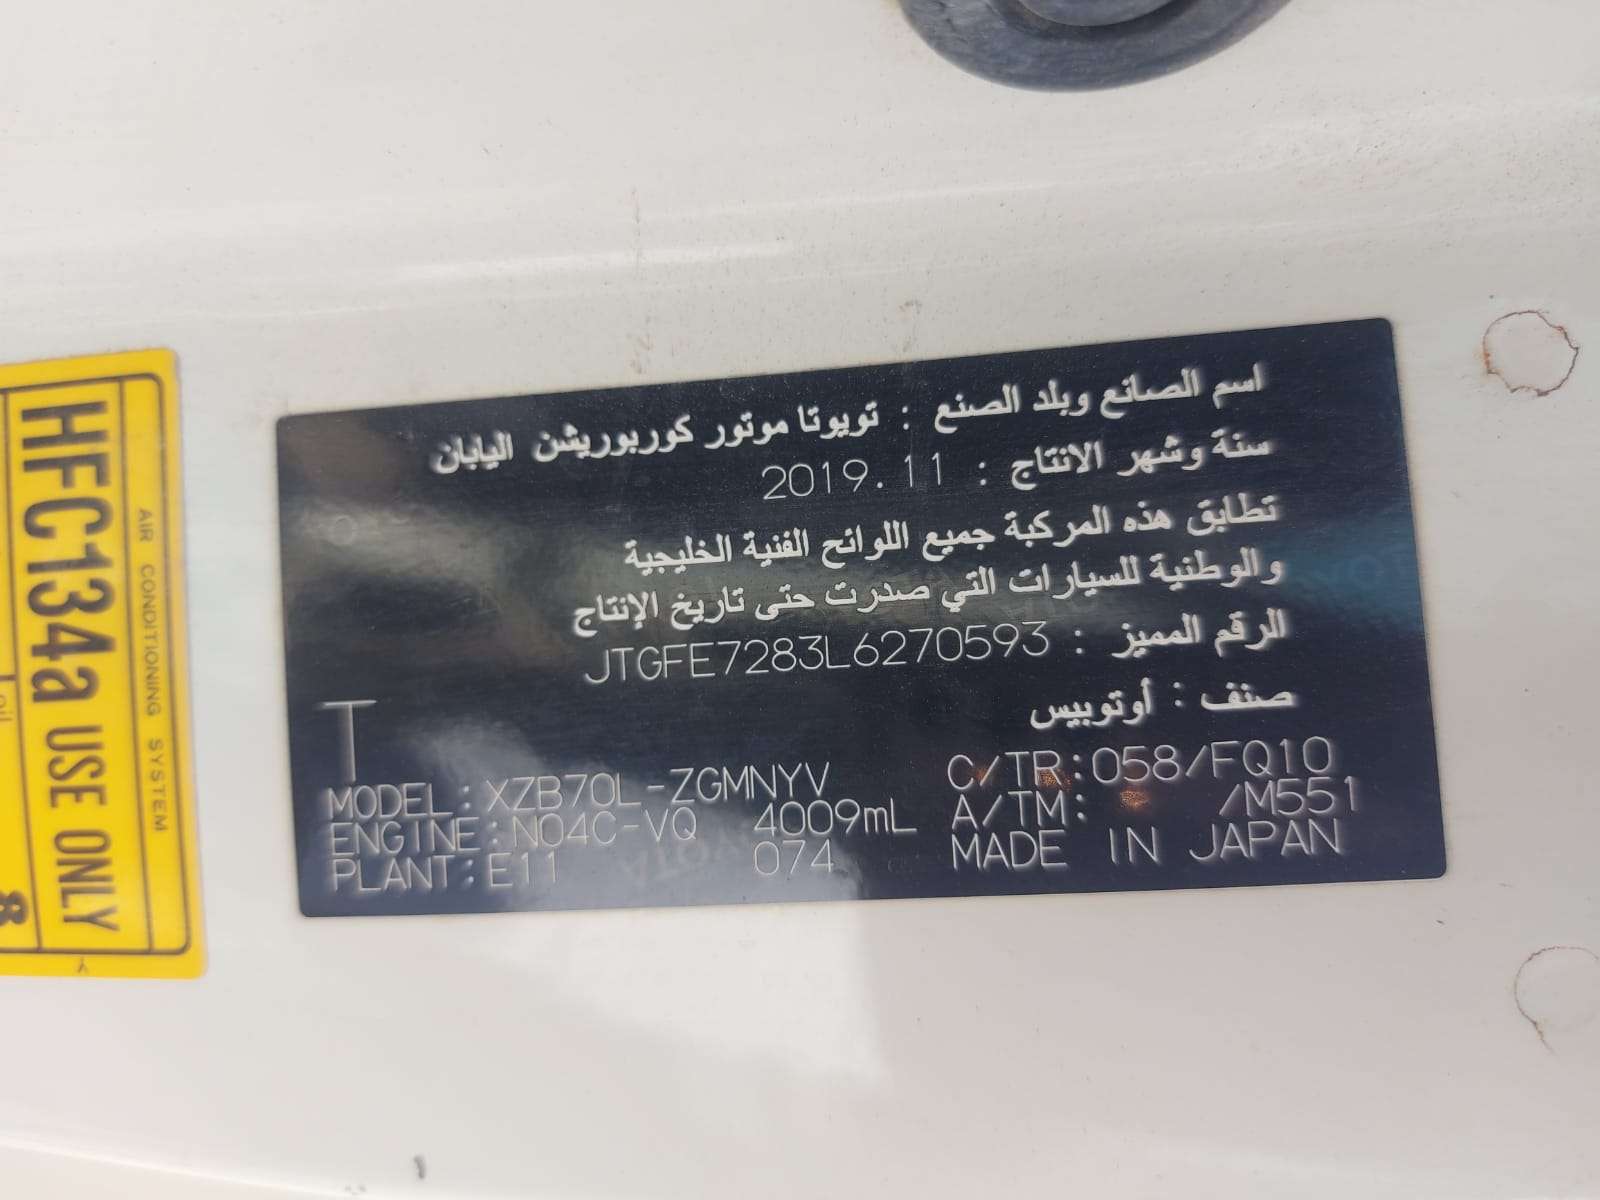 اسم الصانع وبلد الصنع : تويوتا موتور كوربوريشن اليابان
سنة وشهر الانتاج : 2019.11
تطابق هذه المركبة جميع اللوائح الفنية الخليجية
والوطنية للسيارات التي صدرت حتى تاريخ الإنتاج
الرقم المميز : JTGFE7283L6270593
صنف : أوتوبيس
T
MODEL: XZB70L-ZGMNYV C/TR:058/FQ10
ENGINE:N04C-VQ 4009mL A/TM: /M551
PLANT:E11 074 MADE IN JAPAN
AIR CONDITIONING SYSTEM
HFC134a USE ONLY
8